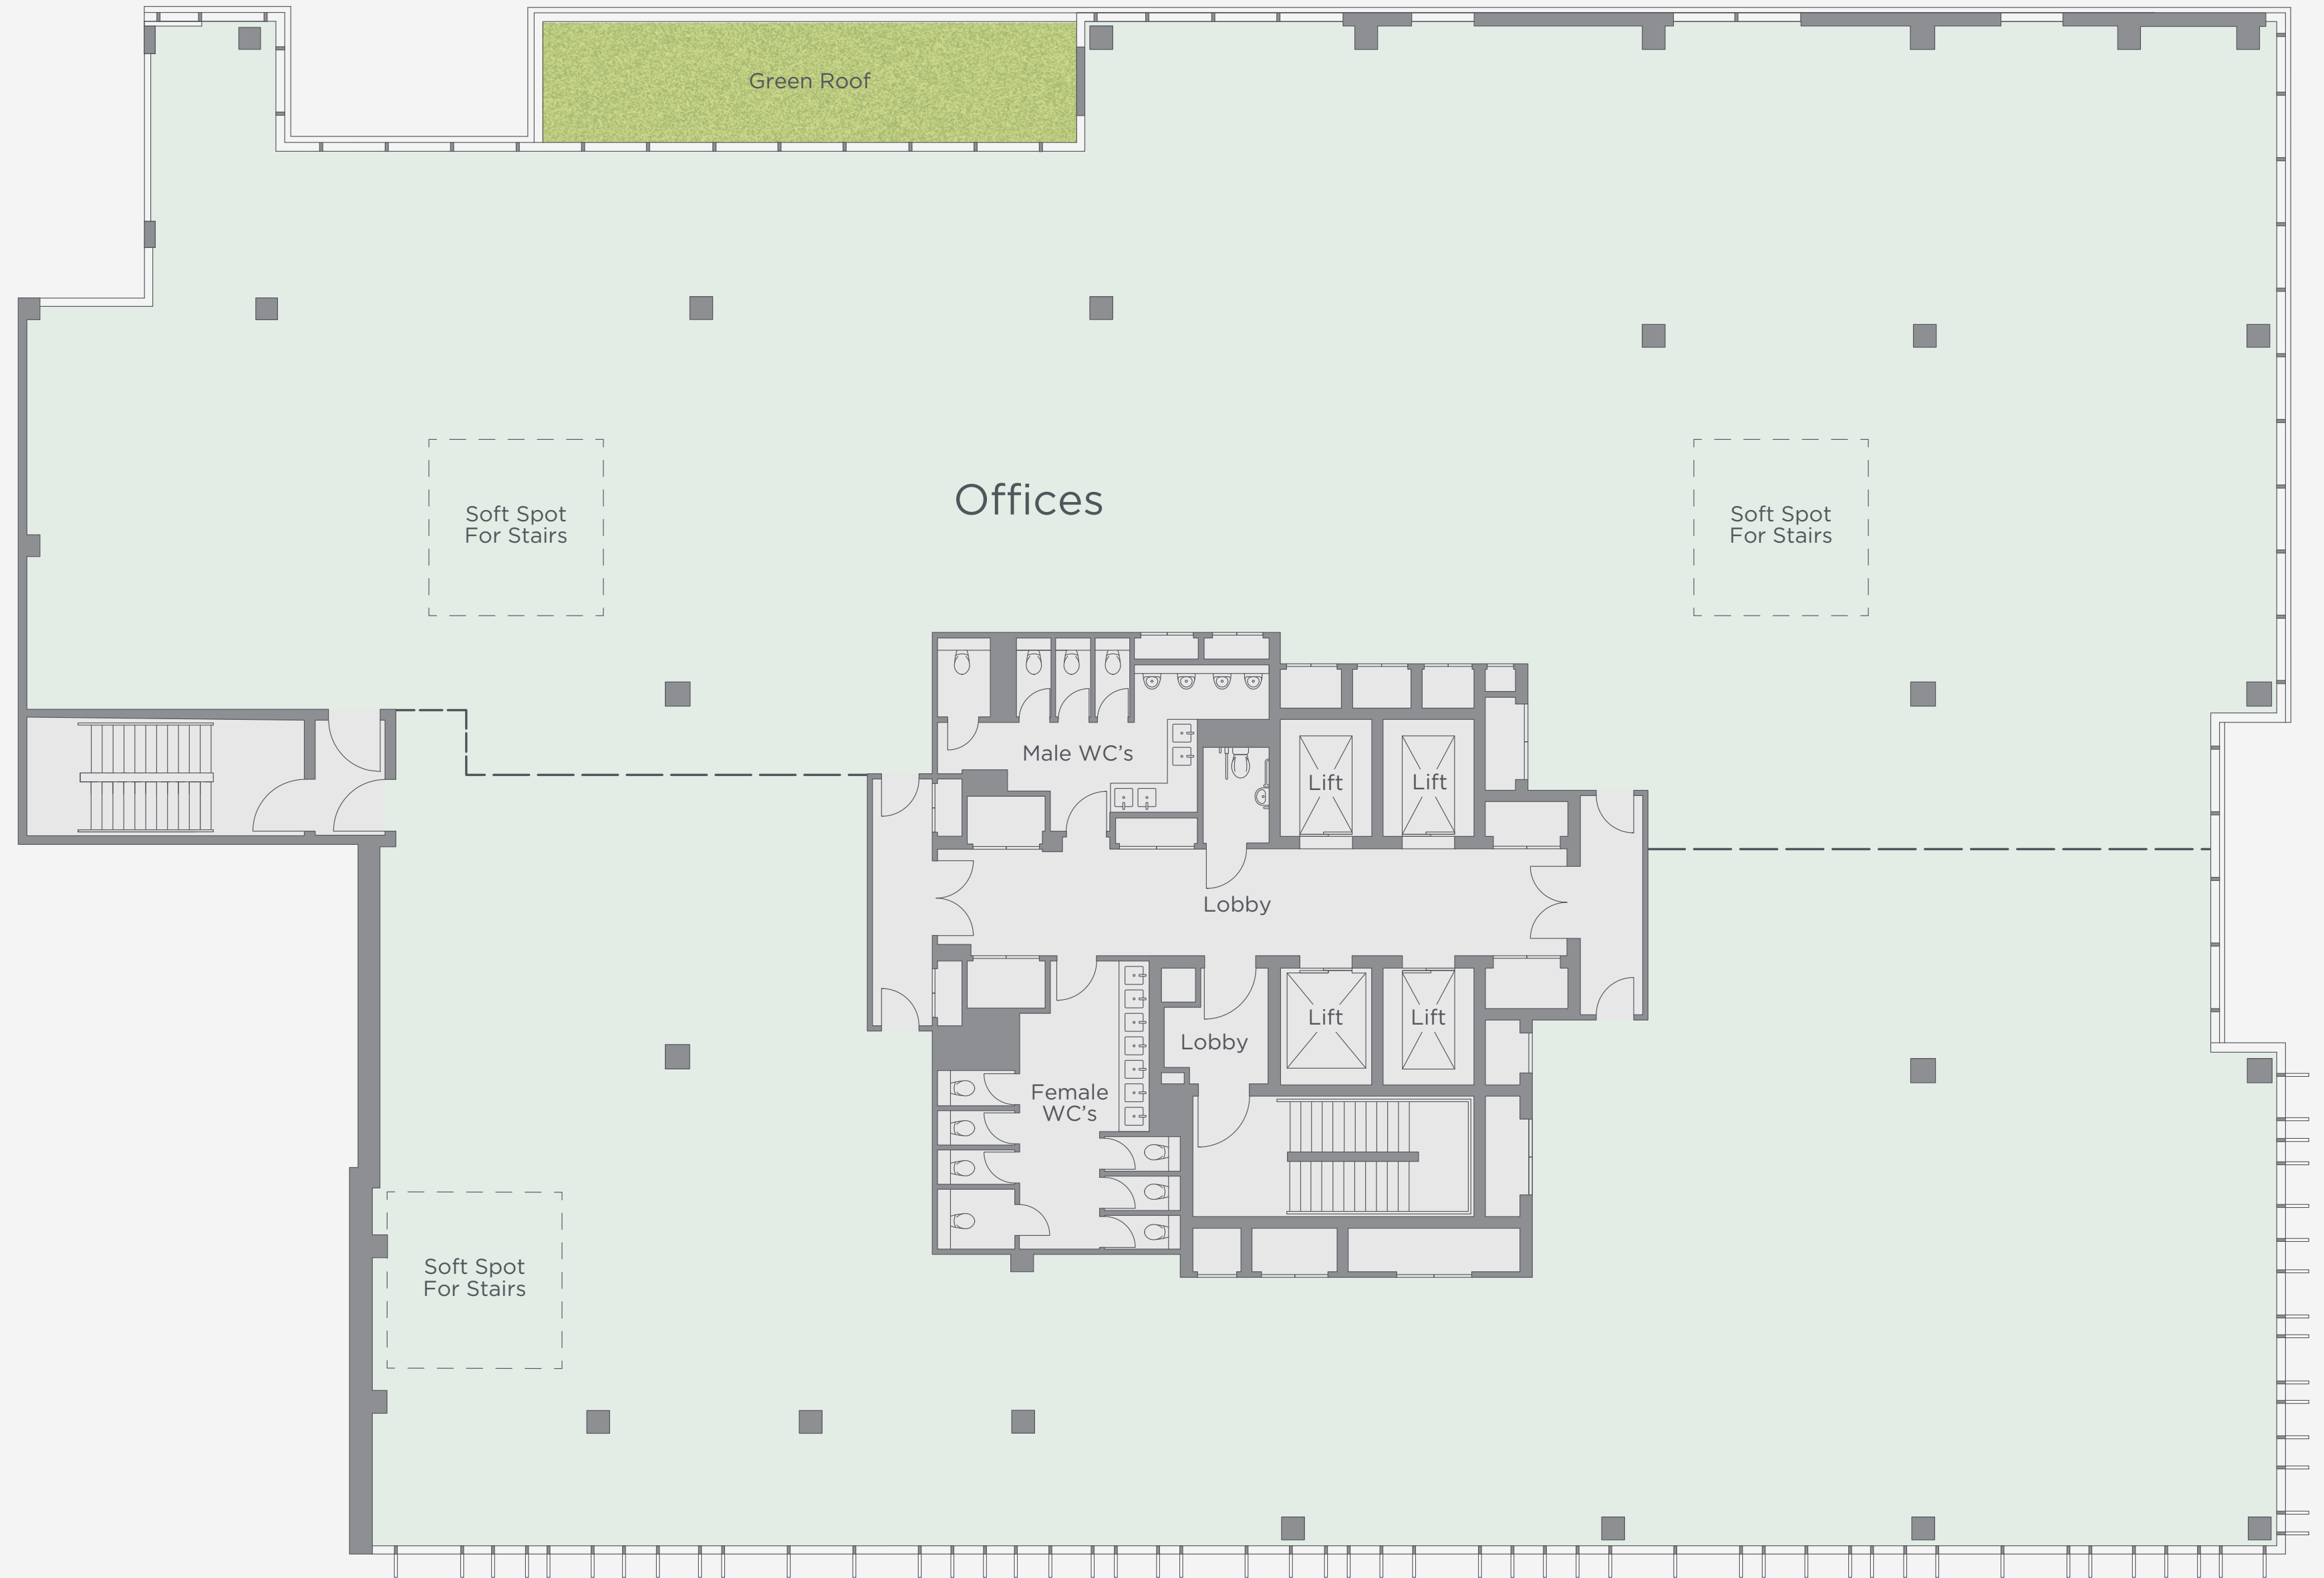 Green Roof
Offices
Soft Spot
For Stairs
Soft Spot
For Stairs
Male WC's
Lift
Lift
Lobby
Lift
Lift
Lobby
Female
WC's
Soft Spot
For Stairs